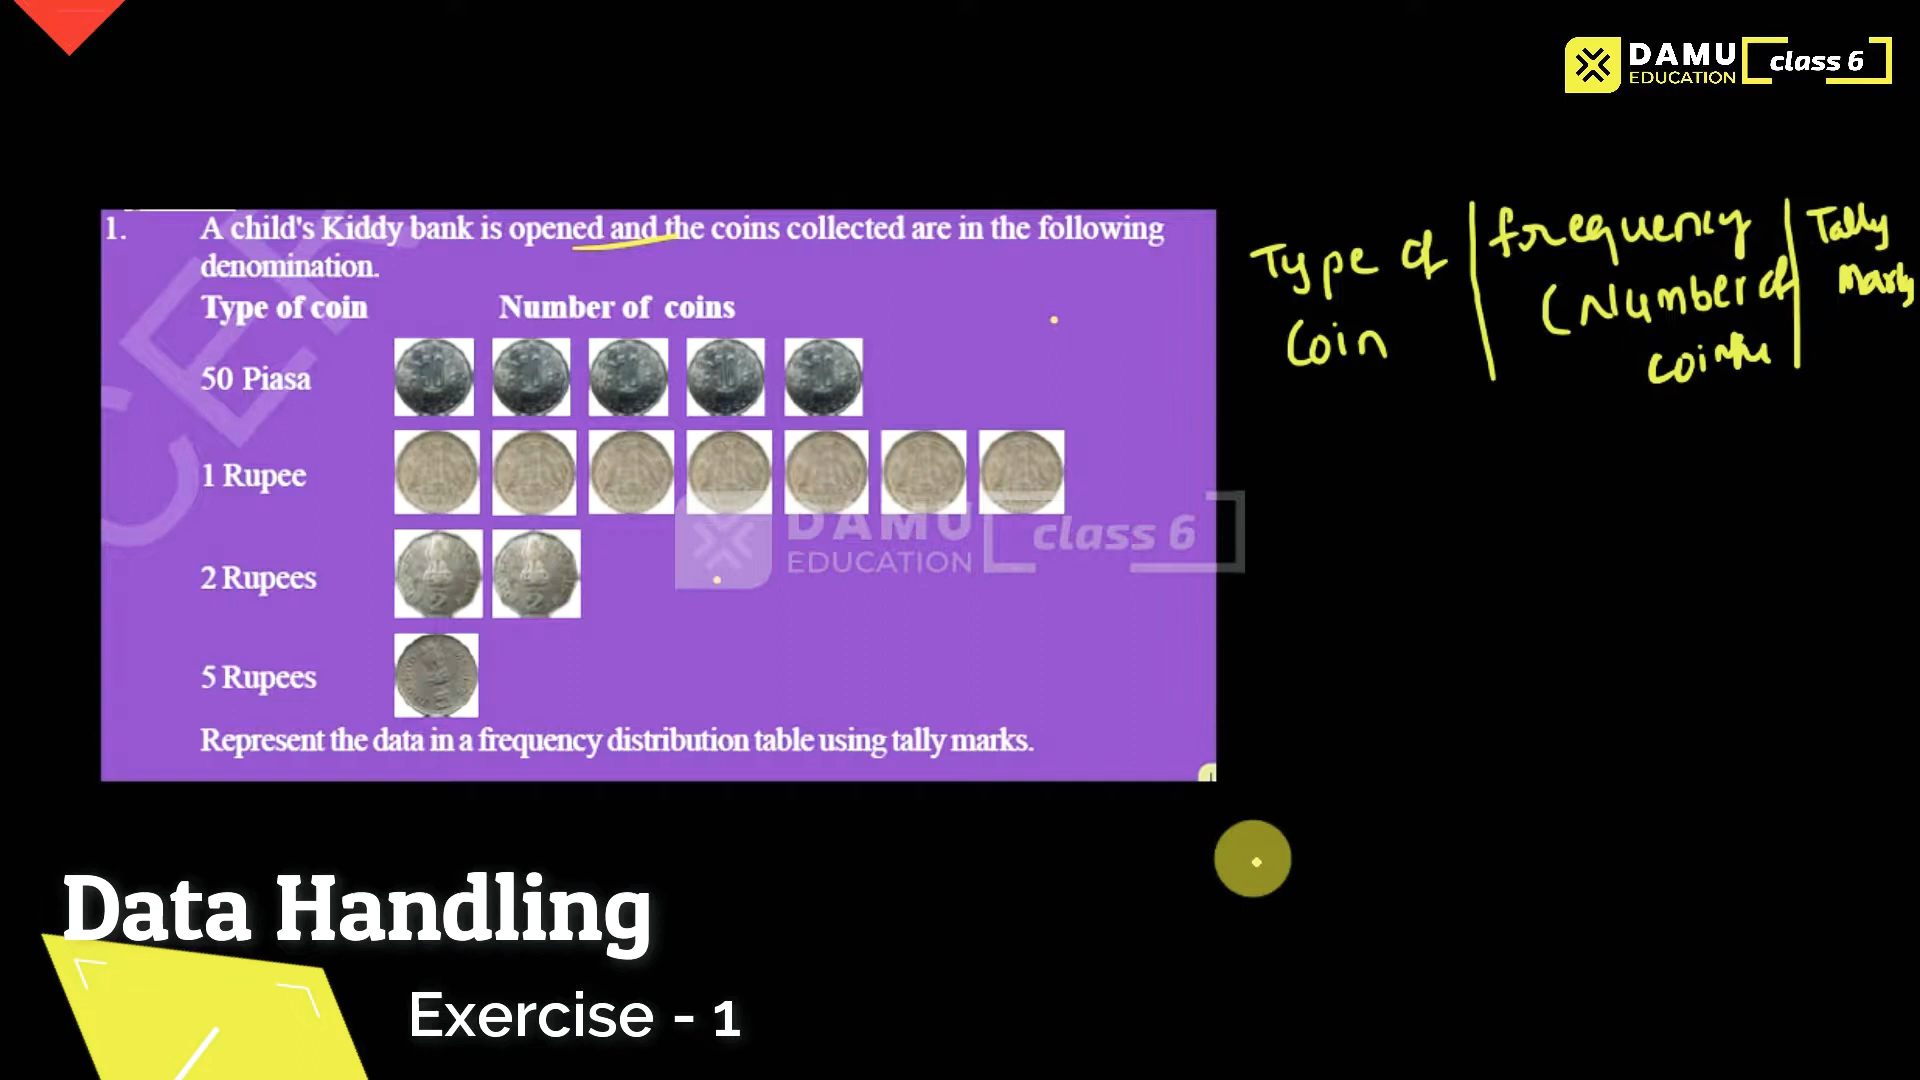 DAMU
EDUCATION
class 6
1. A child's Kiddy bank is opened and the coins collected are in the following
denomination.
Type of coin Number of coins
50 Piasa
1 Rupee
2 Rupees
5 Rupees
Represent the data in a frequency distribution table using tally marks.
Type of
Coin
frequency
(Number of
Tally
DAMU
EDUCATION
class 6
Data Handling
Exercise - 1